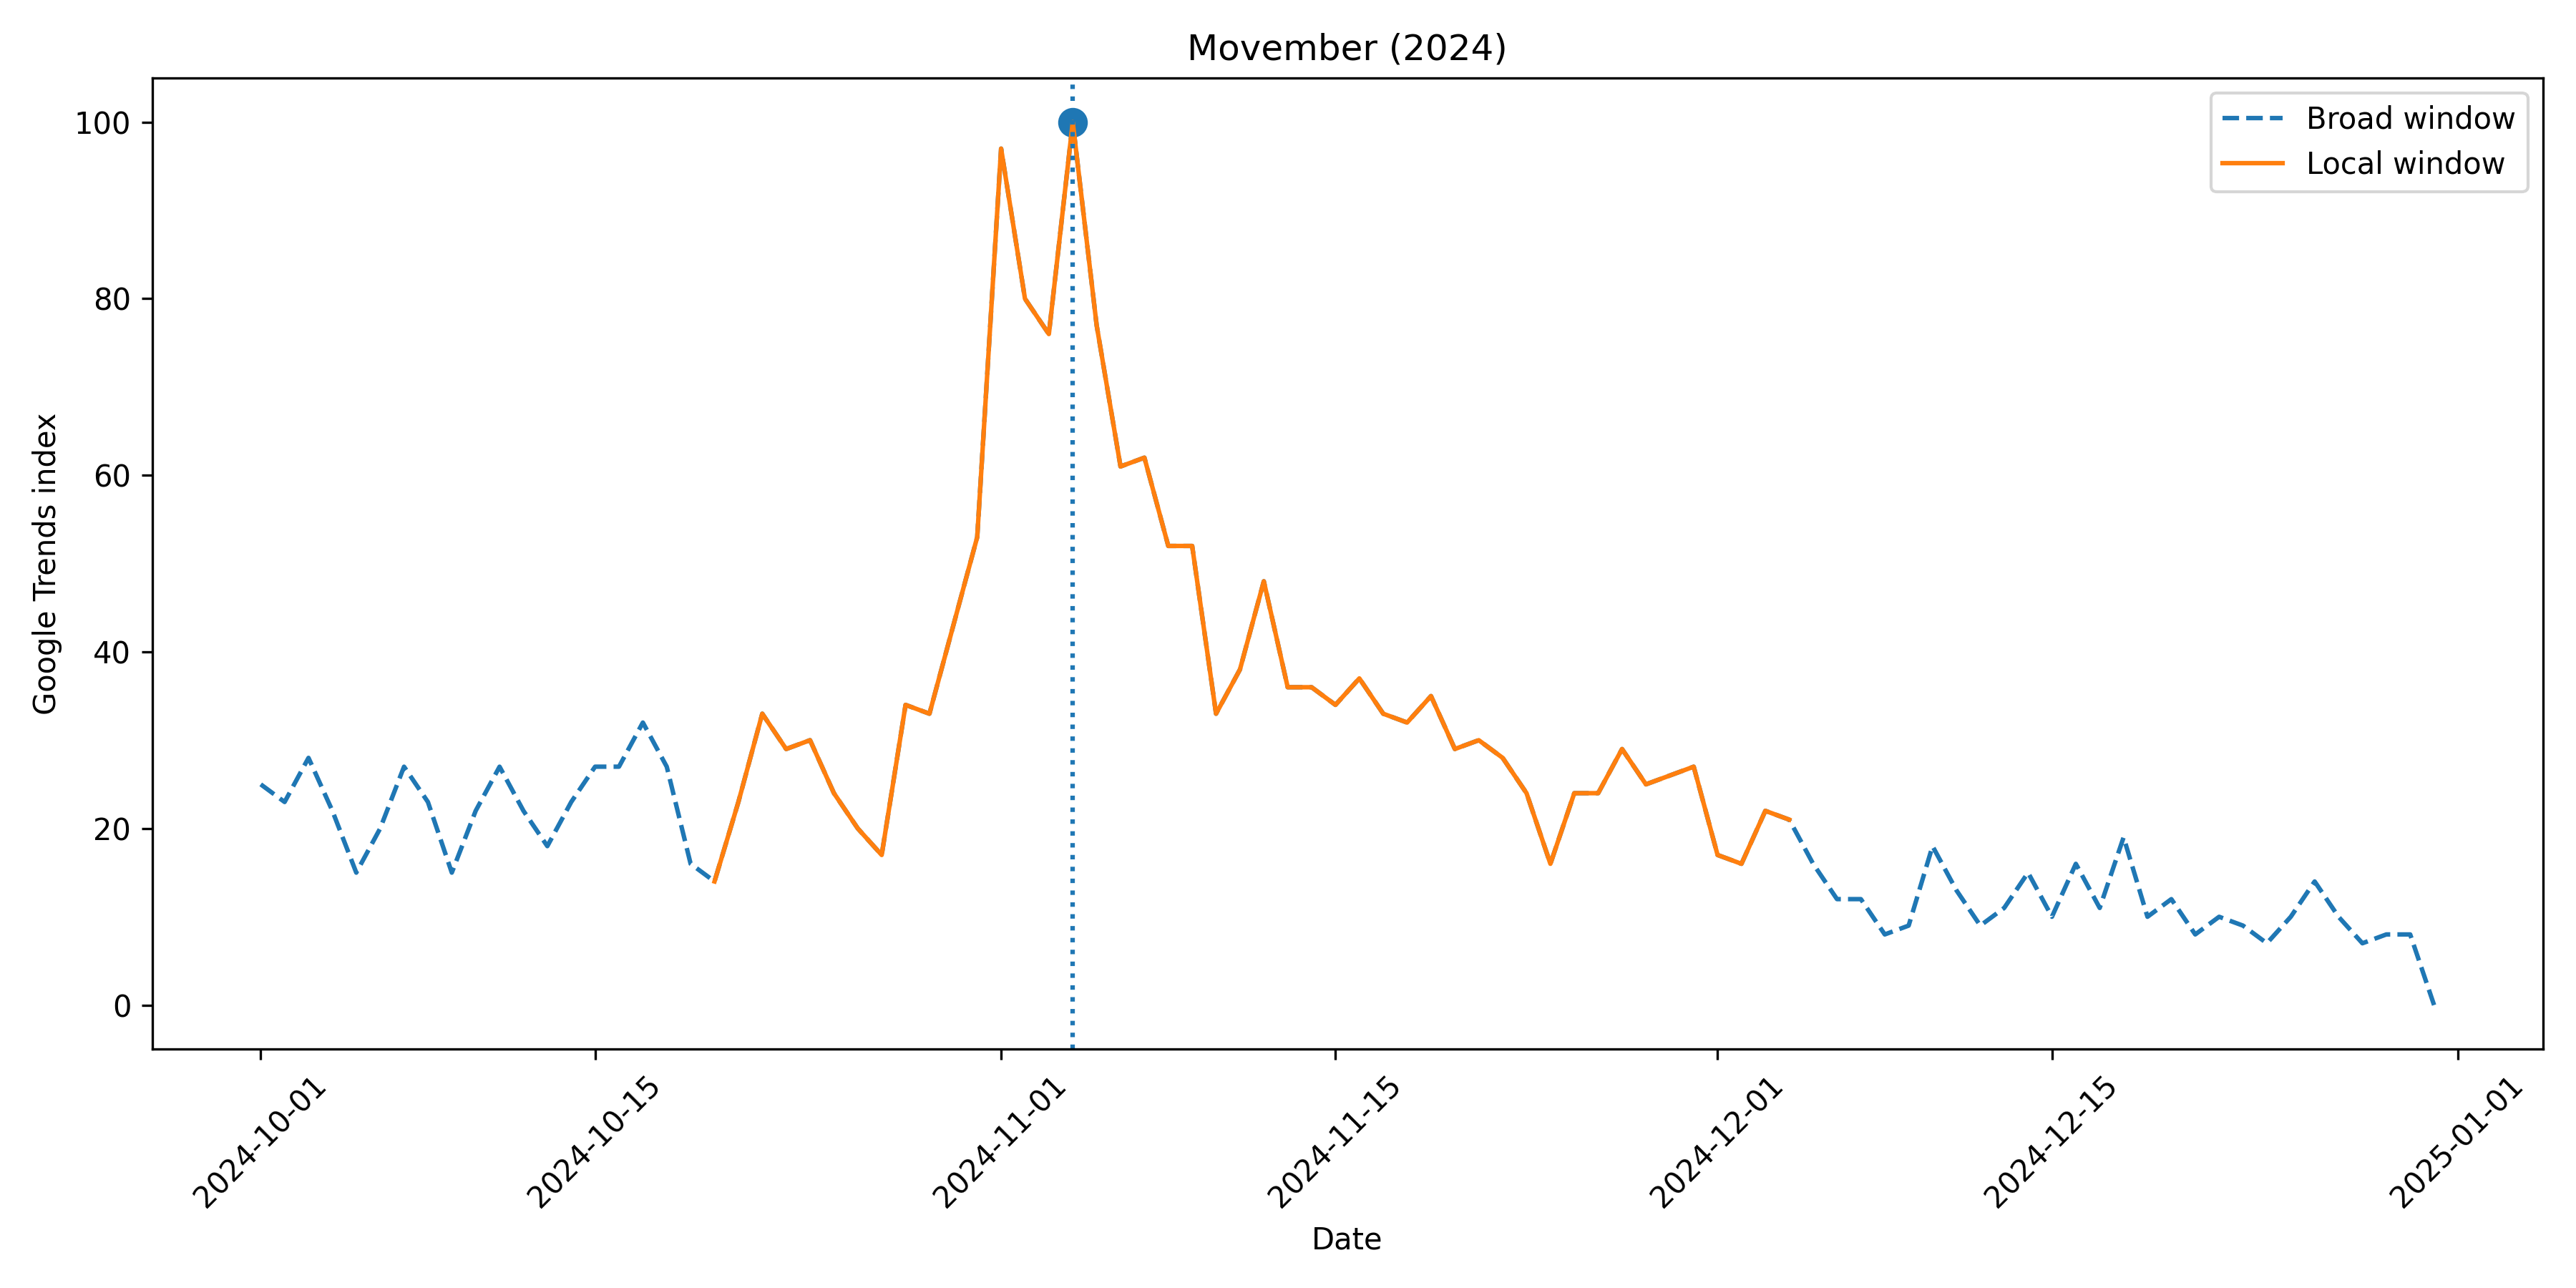 Movember (2024)
Broad window
Local window
Google Trends index
100
80
60
40
20
0
2024-10-01
2024-10-15
2024-11-01
2024-11-15
2024-12-01
2024-12-15
2025-01-01
Date